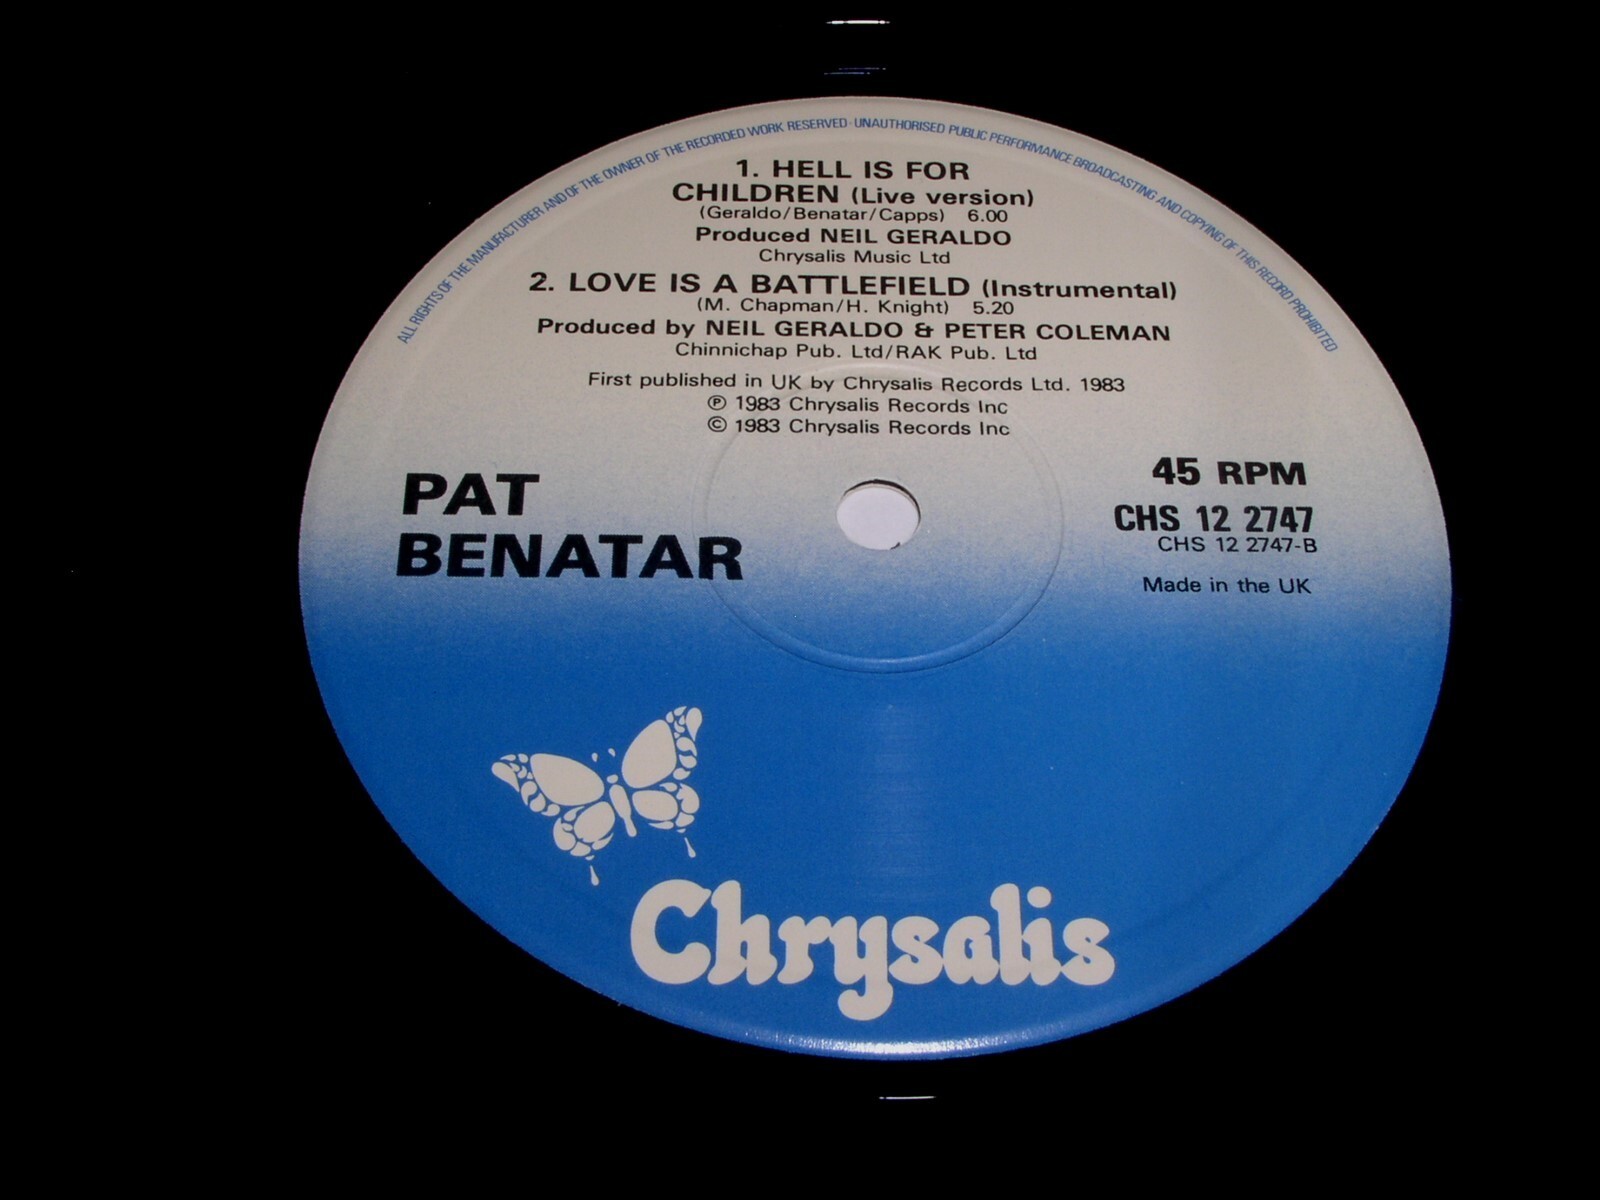 ALL RIGHTS OF THE MANUFACTURER AND OF THE OWNER OF THE RECORDED WORK RESERVED · UNAUTHORISED PUBLIC PERFORMANCE BROADCASTING AND COPYING OF THIS RECORD PROHIBITED
1. HELL IS FOR
CHILDREN (Live version)
(Geraldo/Benatar/Capps) 6.00
Produced NEIL GERALDO
Chrysalis Music Ltd
2. LOVE IS A BATTLEFIELD (Instrumental)
(M. Chapman/H. Knight) 5.20
Produced by NEIL GERALDO & PETER COLEMAN
Chinnichap Pub. Ltd/RAK Pub. Ltd
First published in UK by Chrysalis Records Ltd. 1983
℗ 1983 Chrysalis Records Inc
© 1983 Chrysalis Records Inc
PAT
BENATAR
45 RPM
CHS 12 2747
CHS 12 2747-B
Made in the UK
Chrysalis